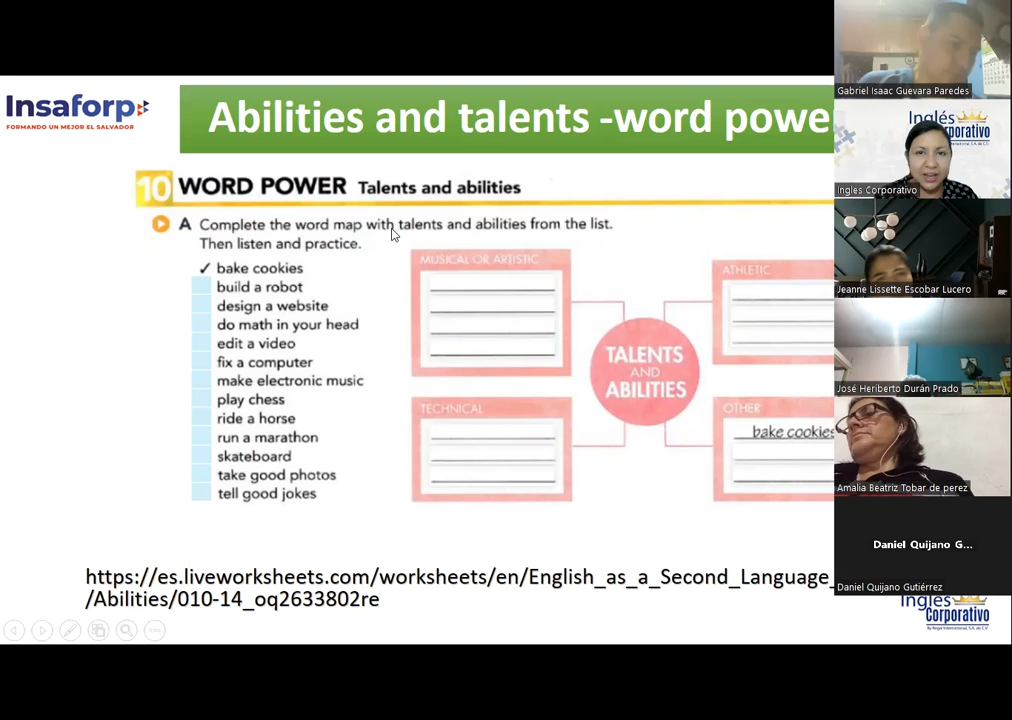 Insaforp
FORMANDO UN MEJOR EL SALVADOR
Abilities and talents -word powe
10 WORD POWER Talents and abilities
A Complete the word map with talents and abilities from the list.
Then listen and practice.
✓ bake cookies
build a robot
design a website
do math in your head
edit a video
fix a computer
make electronic music
play chess
ride a horse
run a marathon
skateboard
take good photos
tell good jokes
MUSICAL OR ARTISTIC
ATHLETIC
TALENTS
AND
ABILITIES
TECHNICAL
OTHER
bake cookies
https://es.liveworksheets.com/worksheets/en/English_as_a_Second_Language_
/Abilities/010-14_oq2633802re
Gabriel Isaac Guevara Paredes
Inglés
Corporativo
Ingles Corporativo
Jeanne Lissette Escobar Lucero
José Heriberto Durán Prado
Amalia Beatriz Tobar de perez
Daniel Quijano G...
Daniel Quijano Gutiérrez
Inglés
Corporativo